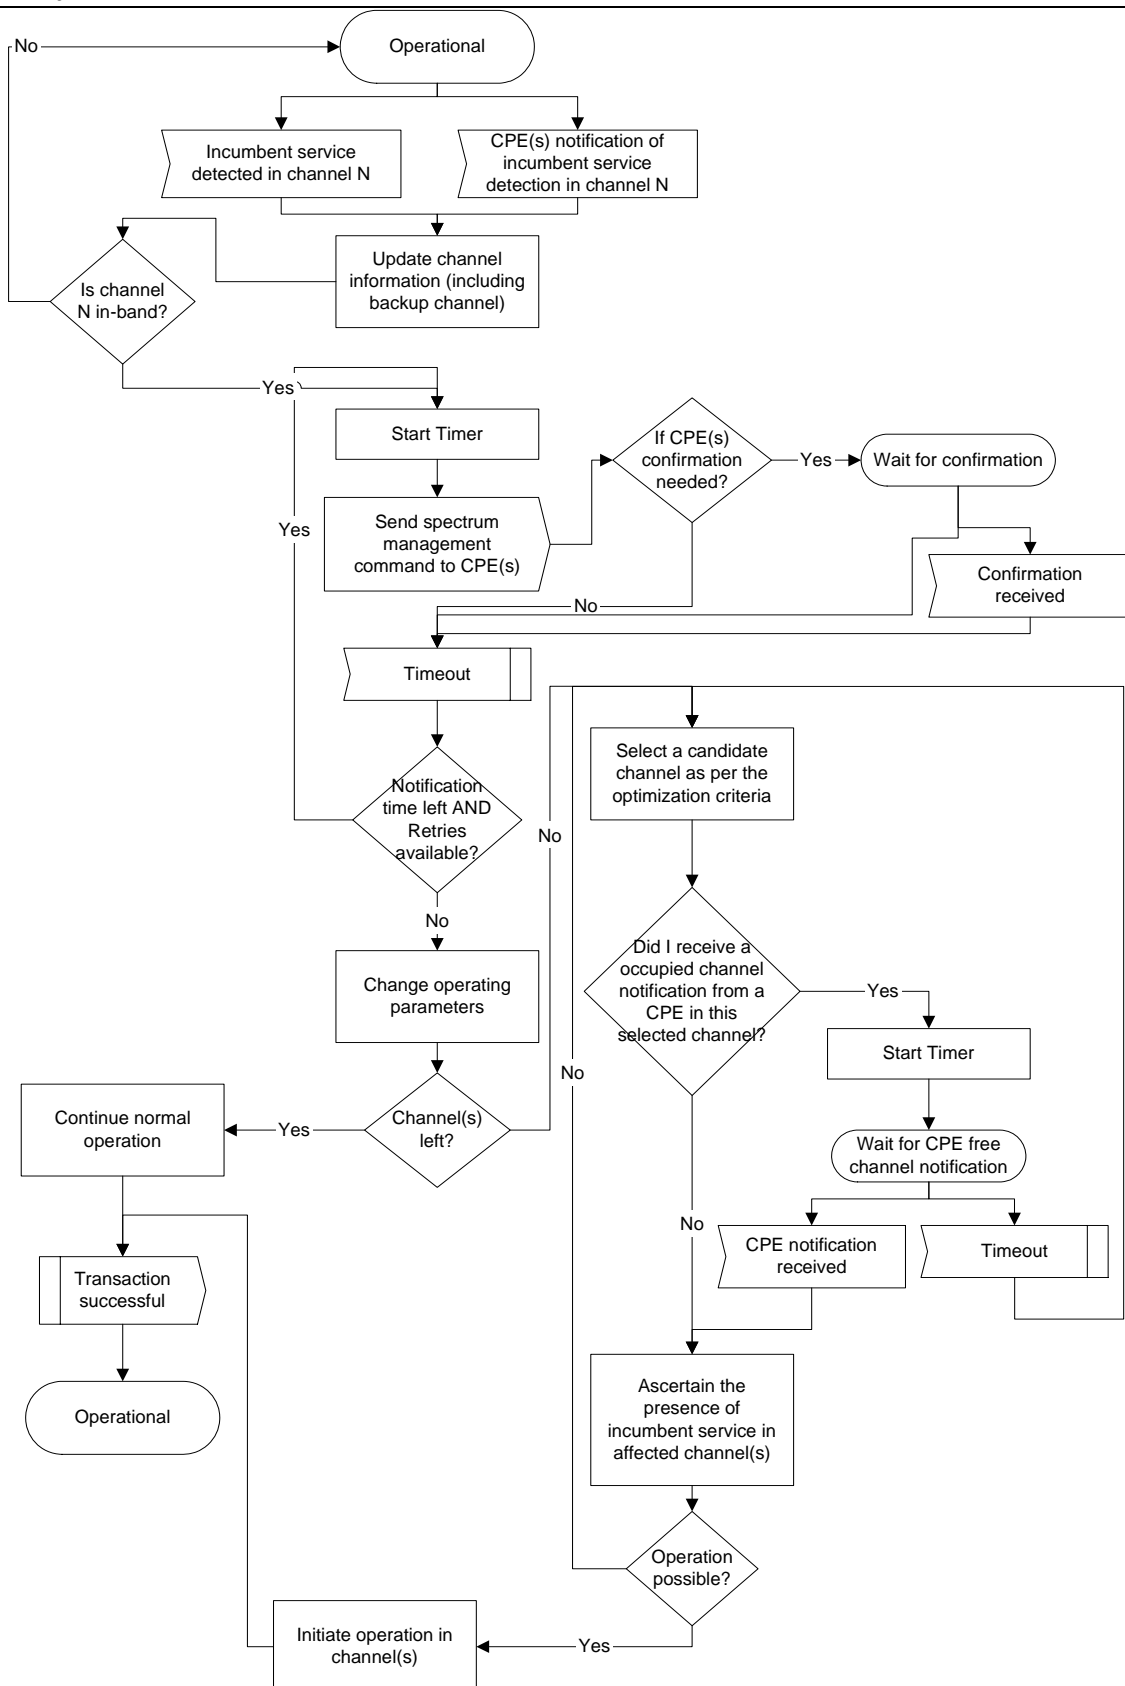 No
Operational
Incumbent service
detected in channel N
CPE(s) notification of
incumbent service
detection in channel N
Update channel
information (including
backup channel)
Is channel
N in-band?
Yes
Start Timer
If CPE(s)
confirmation
needed?
Yes
Wait for confirmation
Yes
Send spectrum
management
command to CPE(s)
Confirmation
received
No
Timeout
Select a candidate
channel as per the
optimization criteria
Notification
time left AND
Retries
available?
No
No
Did I receive a
occupied channel
notification from a
CPE in this
selected channel?
Yes
Change operating
parameters
Start Timer
No
Continue normal
operation
Yes
Channel(s)
left?
Wait for CPE free
channel notification
No
CPE notification
received
Timeout
Transaction
successful
Operational
Ascertain the
presence of
incumbent service in
affected channel(s)
Operation
possible?
Yes
Initiate operation in
channel(s)